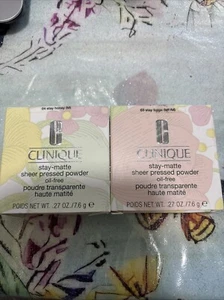 CLINIQUE
stay-matte
sheer pressed powder
oil-free
poudre transparente
haute matité
POIDS NET WT. .27 OZ./7.6 g
CLINIQUE
stay-matte
sheer pressed powder
oil-free
poudre transparente
haute matité
POIDS NET WT. .27 OZ./7.6 g